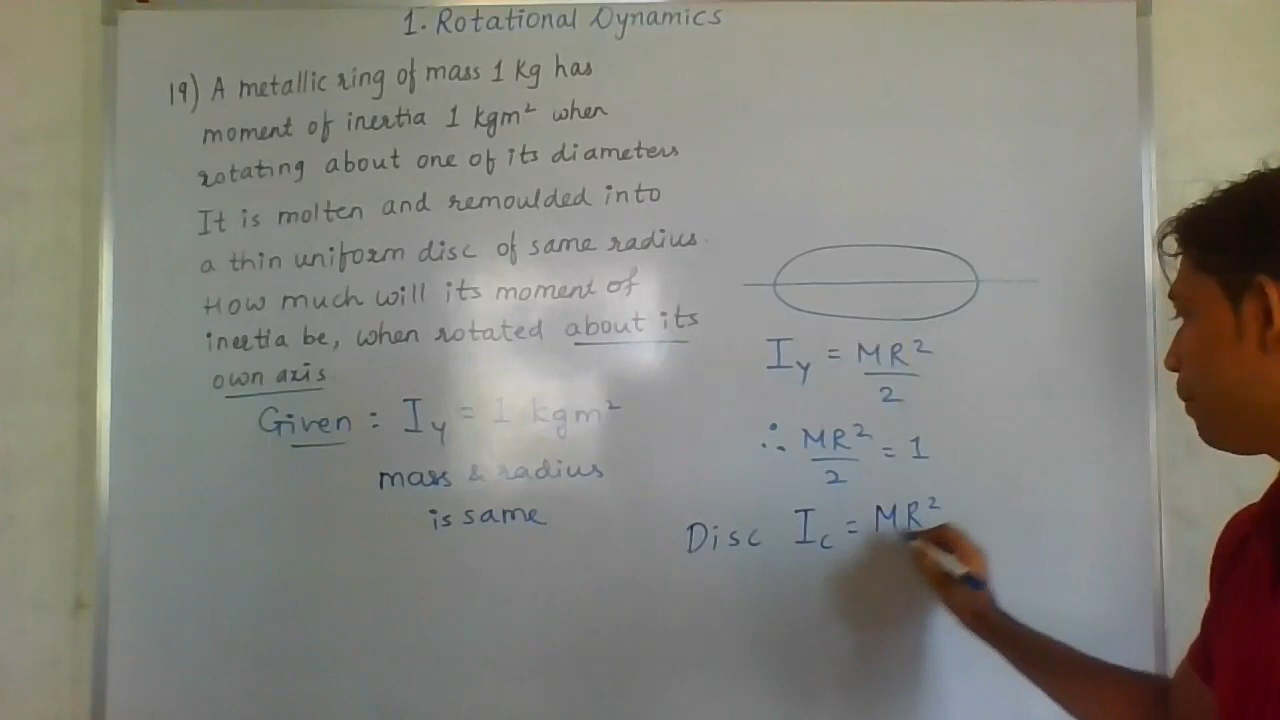 1. Rotational Dynamics
19) A metallic ring of mass 1 kg has
moment of inertia 1 kgm² when
rotating about one of its diameters
It is molten and remoulded into
a thin uniform disc of same radius.
How much will its moment of
inertia be, when rotated about its
own axis
Given : I_y = 1 kgm²
mass & radius
is same
I_y = MR²/2
∴ MR²/2 = 1
Disc I_c = MR²